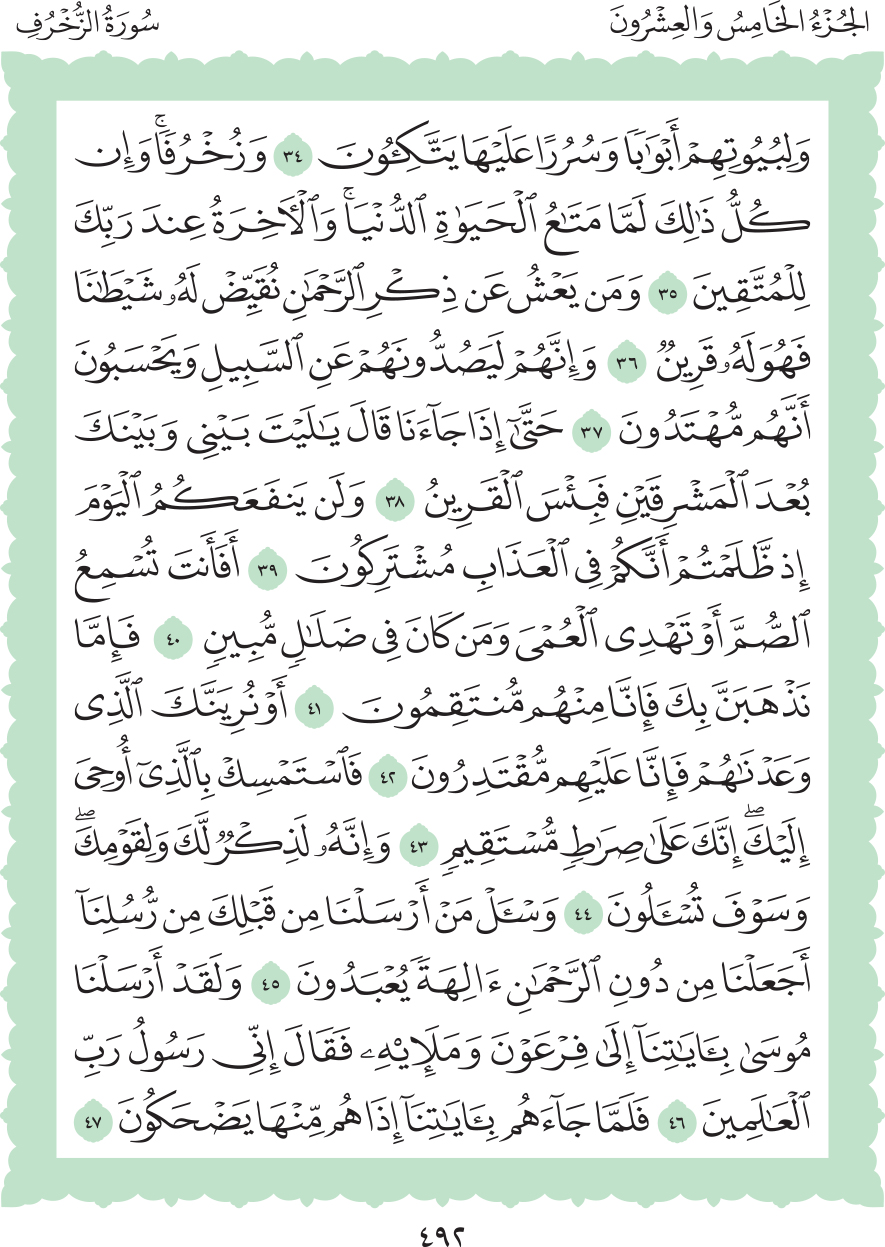 الجُزْءُ الخَامِسُ وَالعِشْرُونَ
سُورَةُ الزُّخْرُفِ
وَلِبُيُوتِهِمْ أَبْوَٰبًا وَسُرُرًا عَلَيْهَا يَتَّكِـُٔونَ ٣٤ وَزُخْرُفًاۚ وَإِن
كُلُّ ذَٰلِكَ لَمَّا مَتَٰعُ ٱلْحَيَوٰةِ ٱلدُّنْيَاۚ وَٱلْـَٔاخِرَةُ عِندَ رَبِّكَ
لِلْمُتَّقِينَ ٣٥ وَمَن يَعْشُ عَن ذِكْرِ ٱلرَّحْمَٰنِ نُقَيِّضْ لَهُۥ شَيْطَٰنًا
فَهُوَ لَهُۥ قَرِينٌ ٣٦ وَإِنَّهُمْ لَيَصُدُّونَهُمْ عَنِ ٱلسَّبِيلِ وَيَحْسَبُونَ
أَنَّهُم مُّهْتَدُونَ ٣٧ حَتَّىٰٓ إِذَا جَآءَنَا قَالَ يَٰلَيْتَ بَيْنِى وَبَيْنَكَ
بُعْدَ ٱلْمَشْرِقَيْنِ فَبِئْسَ ٱلْقَرِينُ ٣٨ وَلَن يَنفَعَكُمُ ٱلْيَوْمَ
إِذ ظَّلَمْتُمْ أَنَّكُمْ فِى ٱلْعَذَابِ مُشْتَرِكُونَ ٣٩ أَفَأَنتَ تُسْمِعُ
ٱلصُّمَّ أَوْ تَهْدِى ٱلْعُمْىَ وَمَن كَانَ فِى ضَلَٰلٍ مُّبِينٍ ٤٠ فَإِمَّا
نَذْهَبَنَّ بِكَ فَإِنَّا مِنْهُم مُّنتَقِمُونَ ٤١ أَوْ نُرِيَنَّكَ ٱلَّذِى
وَعَدْنَٰهُمْ فَإِنَّا عَلَيْهِم مُّقْتَدِرُونَ ٤٢ فَٱسْتَمْسِكْ بِٱلَّذِىٓ أُوحِىَ
إِلَيْكَۖ إِنَّكَ عَلَىٰ صِرَٰطٍ مُّسْتَقِيمٍ ٤٣ وَإِنَّهُۥ لَذِكْرٌ لَّكَ وَلِقَوْمِكَۖ
وَسَوْفَ تُسْـَٔلُونَ ٤٤ وَسْـَٔلْ مَنْ أَرْسَلْنَا مِن قَبْلِكَ مِن رُّسُلِنَآ
أَجَعَلْنَا مِن دُونِ ٱلرَّحْمَٰنِ ءَالِهَةً يُعْبَدُونَ ٤٥ وَلَقَدْ أَرْسَلْنَا
مُوسَىٰ بِـَٔايَٰتِنَآ إِلَىٰ فِرْعَوْنَ وَمَلَإِي۟هِۦ فَقَالَ إِنِّى رَسُولُ رَبِّ
ٱلْعَٰلَمِينَ ٤٦ فَلَمَّا جَآءَهُم بِـَٔايَٰتِنَآ إِذَا هُم مِّنْهَا يَضْحَكُونَ ٤٧
٤٩٢